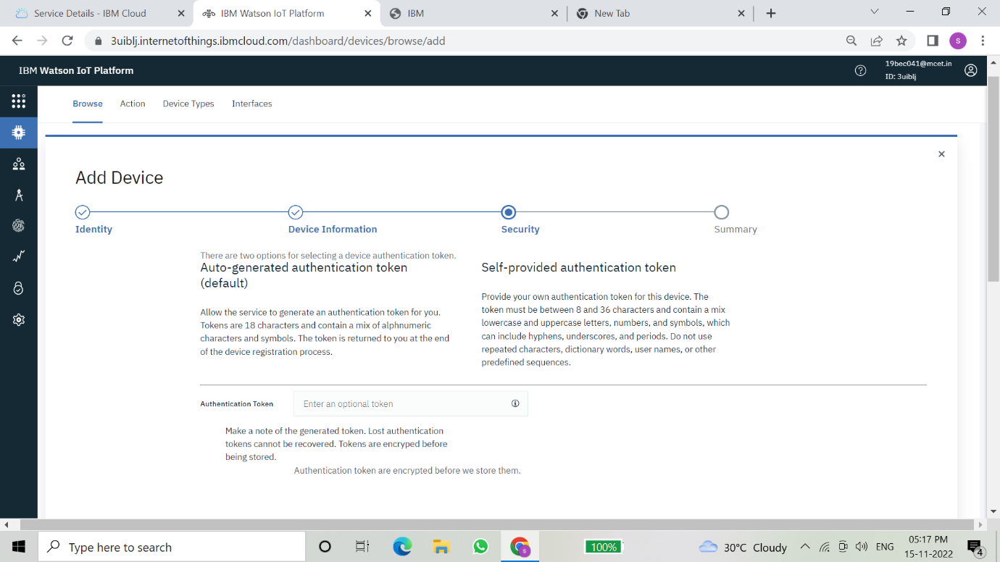 Service Details - IBM Cloud
IBM Watson IoT Platform
IBM
New Tab
3uiblj.internetofthings.ibmcloud.com/dashboard/devices/browse/add
S
IBM Watson IoT Platform
19bec041@mcet.in
ID: 3uiblj
Browse
Action
Device Types
Interfaces
Add Device
Identity
Device Information
Security
Summary
There are two options for selecting a device authentication token.
Auto-generated authentication token
(default)
Allow the service to generate an authentication token for you.
Tokens are 18 characters and contain a mix of alphnumeric
characters and symbols. The token is returned to you at the end
of the device registration process.
Self-provided authentication token
Provide your own authentication token for this device. The
token must be between 8 and 36 characters and contain a mix
lowercase and uppercase letters, numbers, and symbols, which
can include hyphens, underscores, and periods. Do not use
repeated characters, dictionary words, user names, or other
predefined sequences.
Authentication Token
Enter an optional token
Make a note of the generated token. Lost authentication
tokens cannot be recovered. Tokens are encryped before
being stored.
Authentication token are encrypted before we store them.
Type here to search
S
100%
30°C Cloudy
ENG
05:17 PM
15-11-2022
4